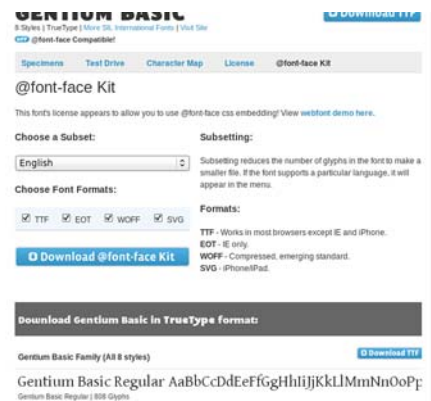 GENTIUM BASIC
Download TTF
8 Styles | TrueType | More SIL International Fonts | Visit Site
OFF @font-face Compatible!
Specimens Test Drive Character Map License @font-face Kit
@font-face Kit
This font's license appears to allow you to use @font-face css embedding! View webfont demo here.
Choose a Subset:
English
Choose Font Formats:
TTF EOT WOFF SVG
Download @font-face Kit
Subsetting:
Subsetting reduces the number of glyphs in the font to make a
smaller file. If the font supports a particular language, it will
appear in the menu.
Formats:
TTF - Works in most browsers except IE and iPhone.
EOT - IE only.
WOFF - Compressed, emerging standard.
SVG - iPhone/iPad.
Download Gentium Basic in TrueType format:
Gentium Basic Family (All 8 styles)
Download TTF
Gentium Basic Regular AaBbCcDdEeFfGgHhIiJjKkLlMmNnOoPp
Gentium Basic Regular | 808 Glyphs